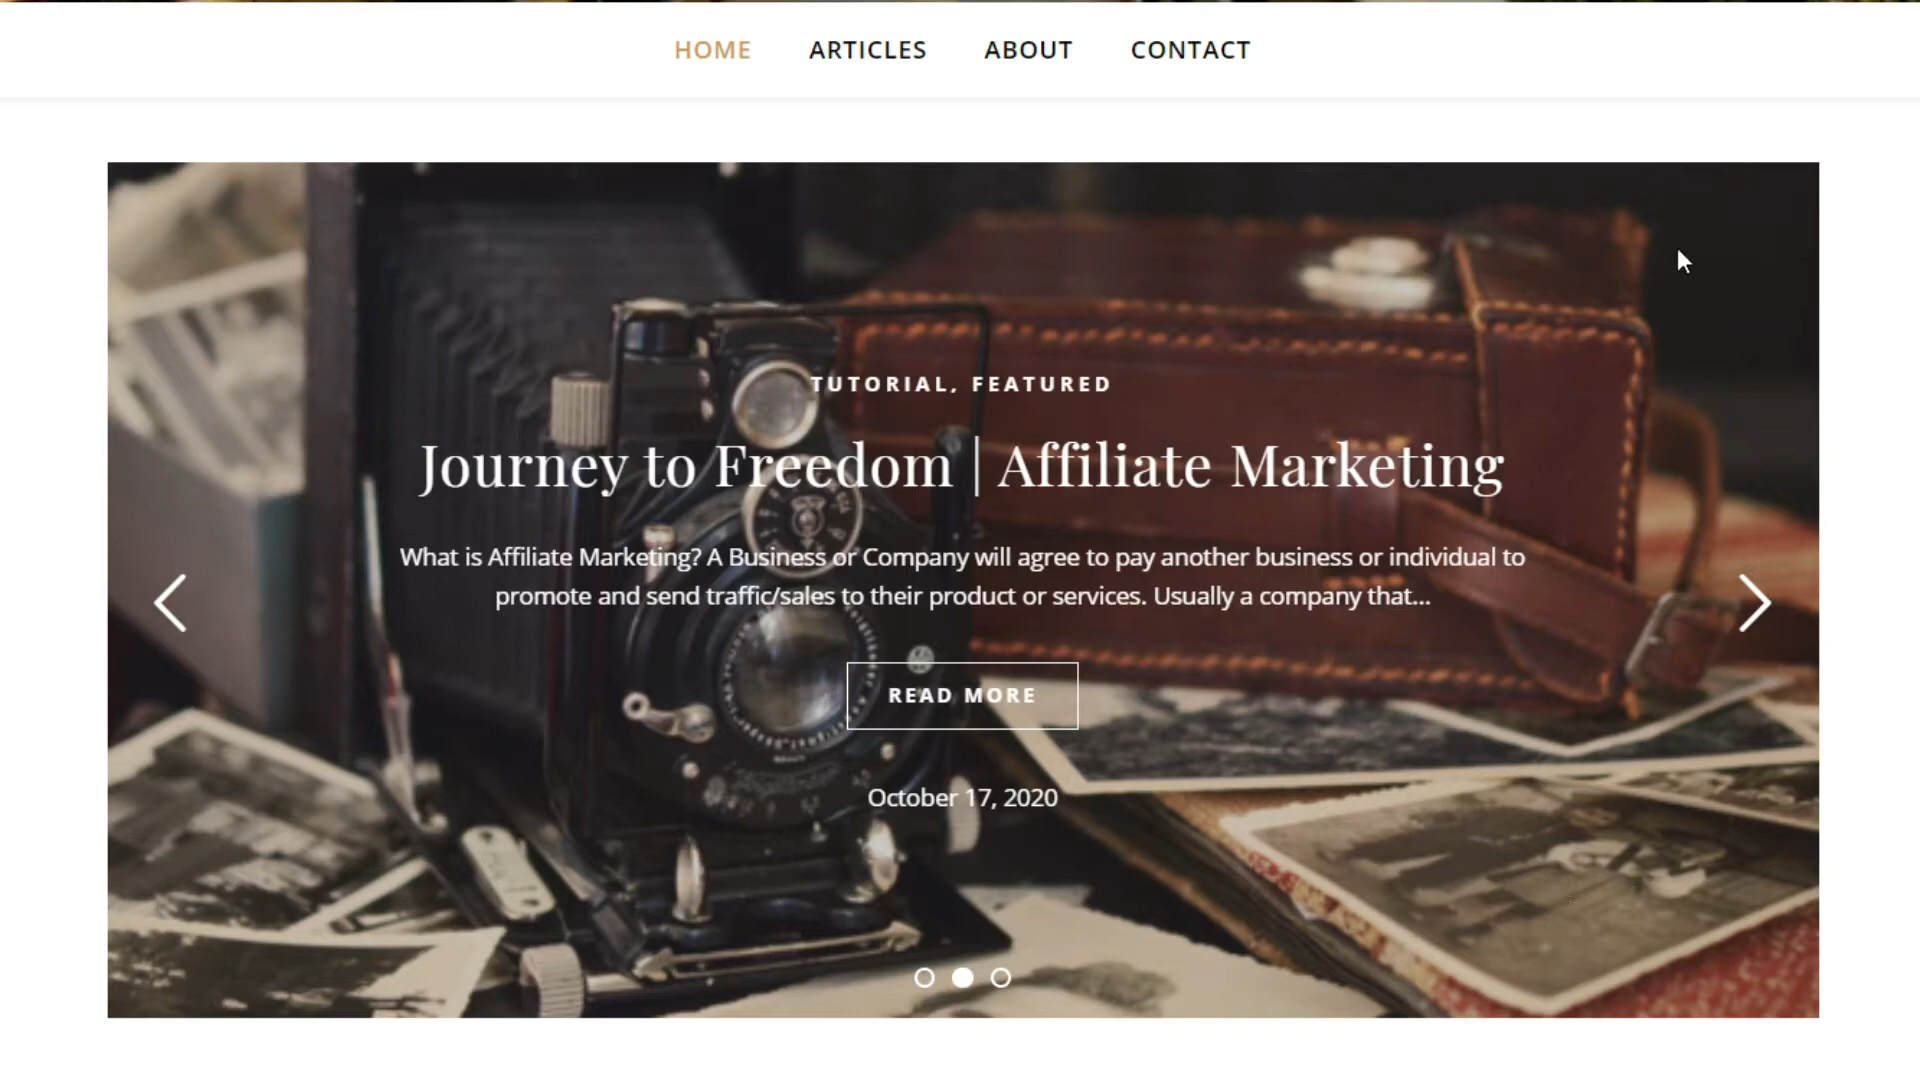 HOME ARTICLES ABOUT CONTACT
TUTORIAL, FEATURED
Journey to Freedom | Affiliate Marketing
What is Affiliate Marketing? A Business or Company will agree to pay another business or individual to
promote and send traffic/sales to their product or services. Usually a company that...
READ MORE
October 17, 2020